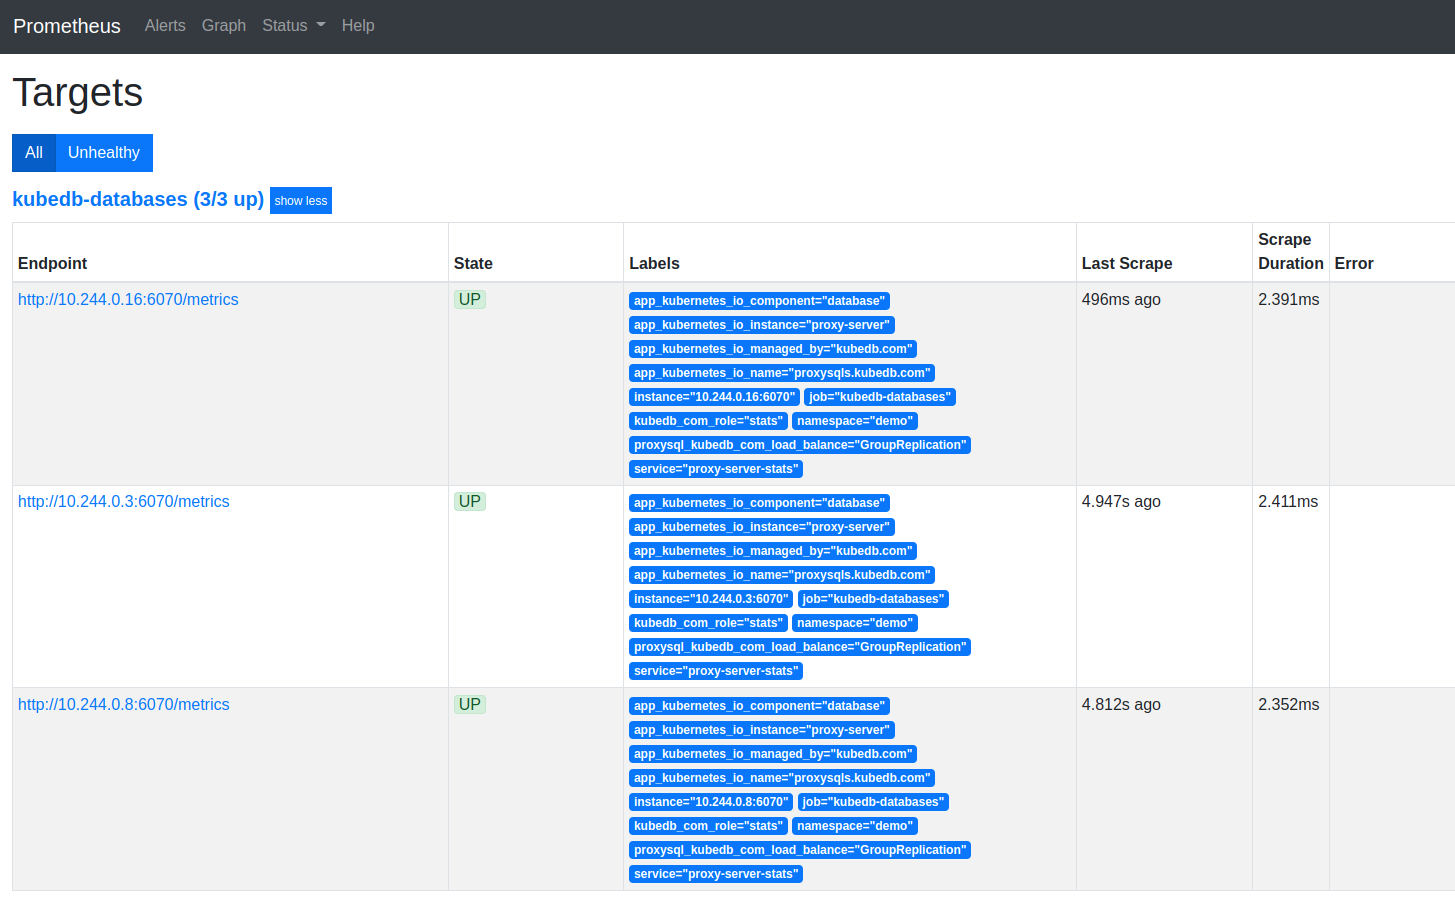 Prometheus Alerts Graph Status Help
Targets
All Unhealthy
kubedb-databases (3/3 up) show less
Endpoint State Labels Last Scrape Scrape Duration Error
http://10.244.0.16:6070/metrics UP app_kubernetes_io_component="database" 496ms ago 2.391ms
app_kubernetes_io_instance="proxy-server"
app_kubernetes_io_managed_by="kubedb.com"
app_kubernetes_io_name="proxysqls.kubedb.com"
instance="10.244.0.16:6070" job="kubedb-databases"
kubedb_com_role="stats" namespace="demo"
proxysql_kubedb_com_load_balance="GroupReplication"
service="proxy-server-stats"
http://10.244.0.3:6070/metrics UP app_kubernetes_io_component="database" 4.947s ago 2.411ms
app_kubernetes_io_instance="proxy-server"
app_kubernetes_io_managed_by="kubedb.com"
app_kubernetes_io_name="proxysqls.kubedb.com"
instance="10.244.0.3:6070" job="kubedb-databases"
kubedb_com_role="stats" namespace="demo"
proxysql_kubedb_com_load_balance="GroupReplication"
service="proxy-server-stats"
http://10.244.0.8:6070/metrics UP app_kubernetes_io_component="database" 4.812s ago 2.352ms
app_kubernetes_io_instance="proxy-server"
app_kubernetes_io_managed_by="kubedb.com"
app_kubernetes_io_name="proxysqls.kubedb.com"
instance="10.244.0.8:6070" job="kubedb-databases"
kubedb_com_role="stats" namespace="demo"
proxysql_kubedb_com_load_balance="GroupReplication"
service="proxy-server-stats"